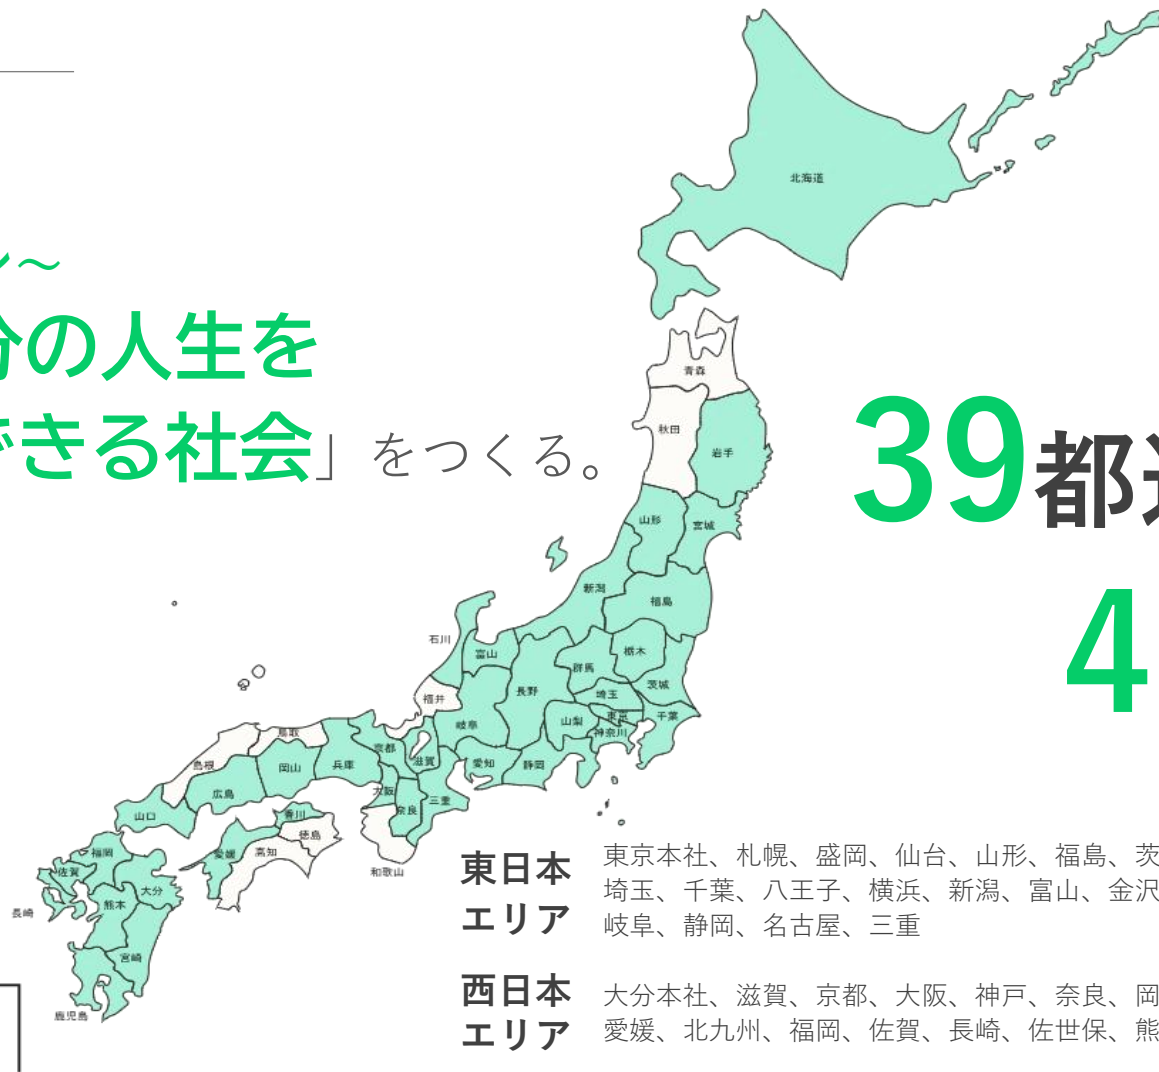 ン～
分の人生を
できる社会」をつくる。
39都道
4
北海道
青森
秋田
岩手
山形
宮城
新潟
福島
石川
富山
群馬
栃木
福井
長野
埼玉
茨城
岐阜
山梨
東京
千葉
神奈川
鳥取
京都
滋賀
愛知
静岡
島根
岡山
兵庫
広島
大阪
奈良
三重
山口
香川
徳島
愛媛
高知
和歌山
福岡
佐賀
大分
長崎
熊本
宮崎
鹿児島
東日本
エリア
東京本社、札幌、盛岡、仙台、山形、福島、茨
埼玉、千葉、八王子、横浜、新潟、富山、金沢
岐阜、静岡、名古屋、三重
西日本
エリア
大分本社、滋賀、京都、大阪、神戸、奈良、岡
愛媛、北九州、福岡、佐賀、長崎、佐世保、熊